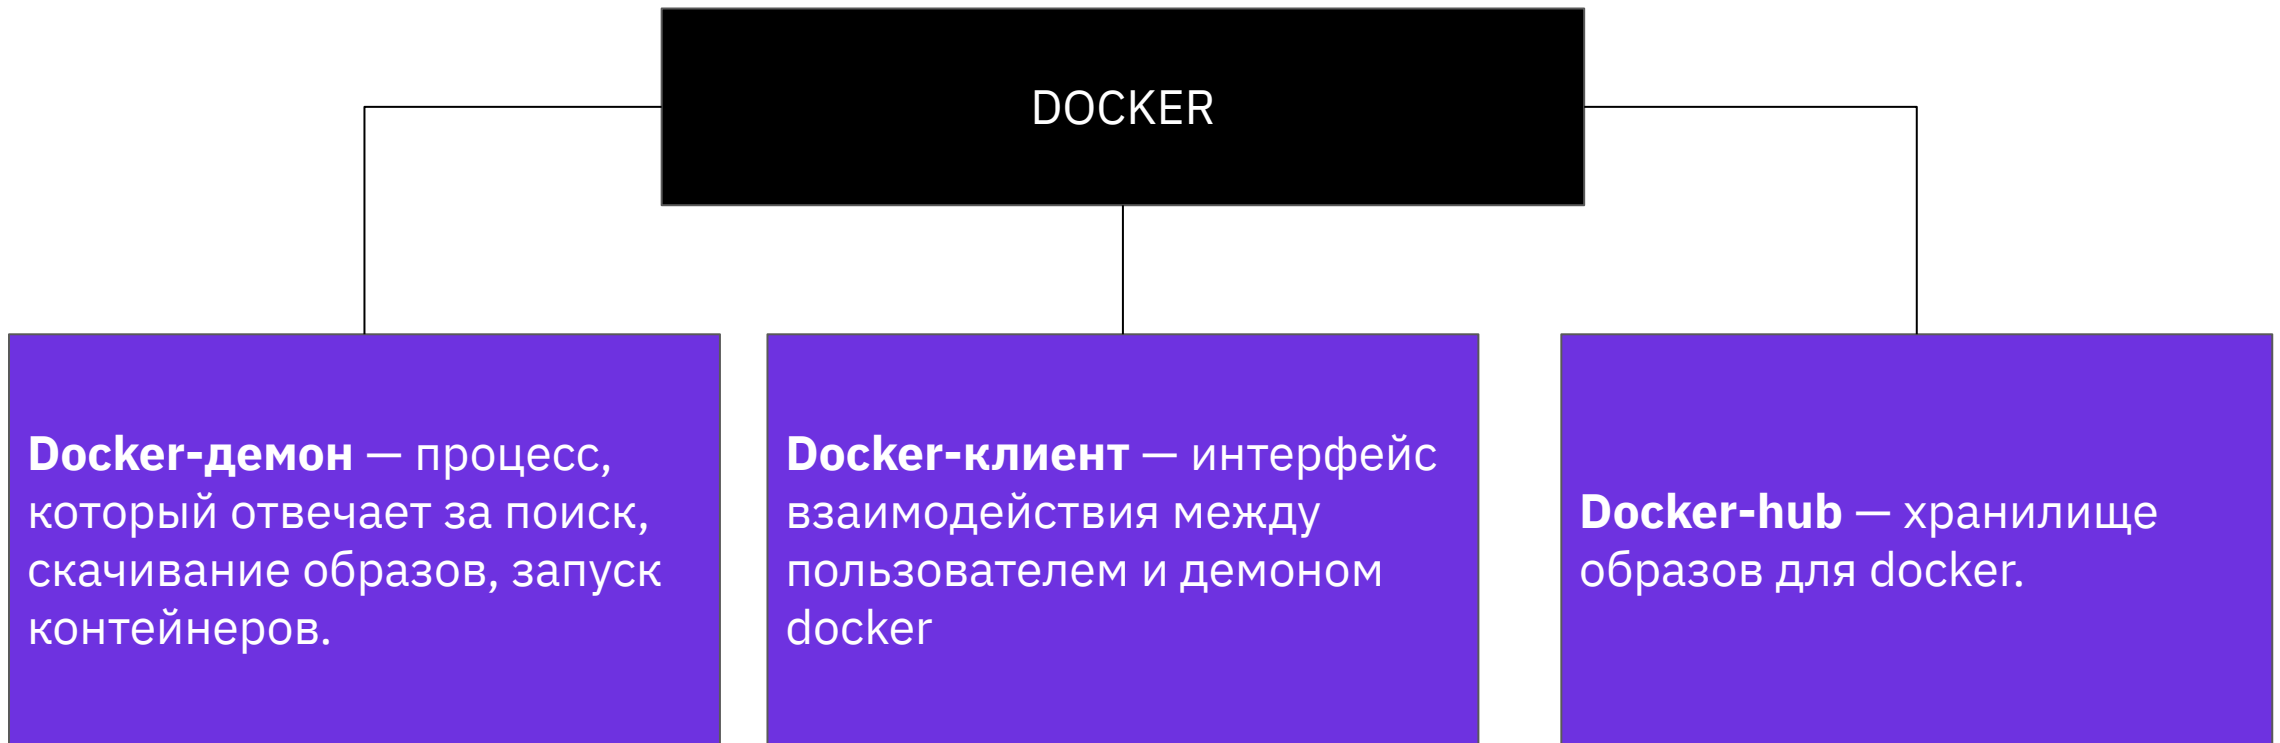 DOCKER
Docker-демон — процесс,
который отвечает за поиск,
скачивание образов, запуск
контейнеров.
Docker-клиент — интерфейс
взаимодействия между
пользователем и демоном
docker
Docker-hub — хранилище
образов для docker.